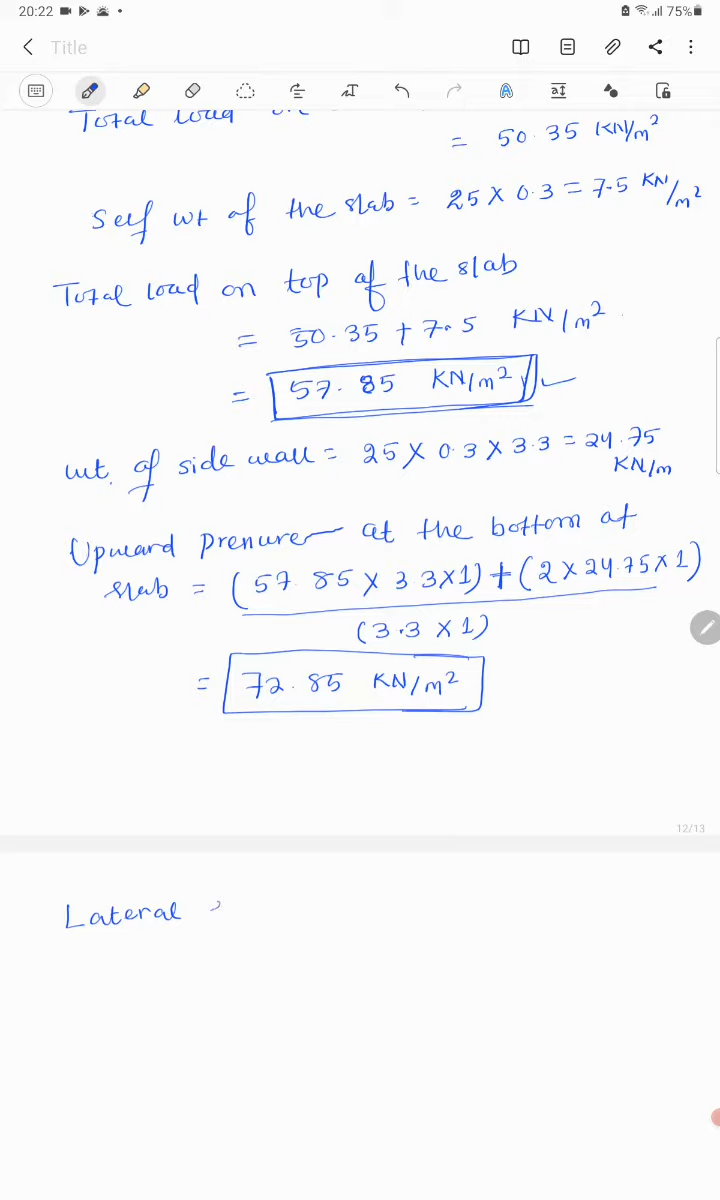 20:22 75%
Title
Total load on
= 50.35 KN/m²
Self wt of the slab = 25 X 0.3 = 7.5 KN/m²
Total load on top of the slab
= 50.35 + 7.5 KN/m²
= 57.85 KN/m²
wt. of side wall = 25 X 0.3 X 3.3 = 24.75 KN/m
Upward pressure at the bottom of
slab = (57.85 X 3.3X1) + (2 X 24.75 X 1)
(3.3 X 1)
= 72.85 KN/m²
12/13
Lateral